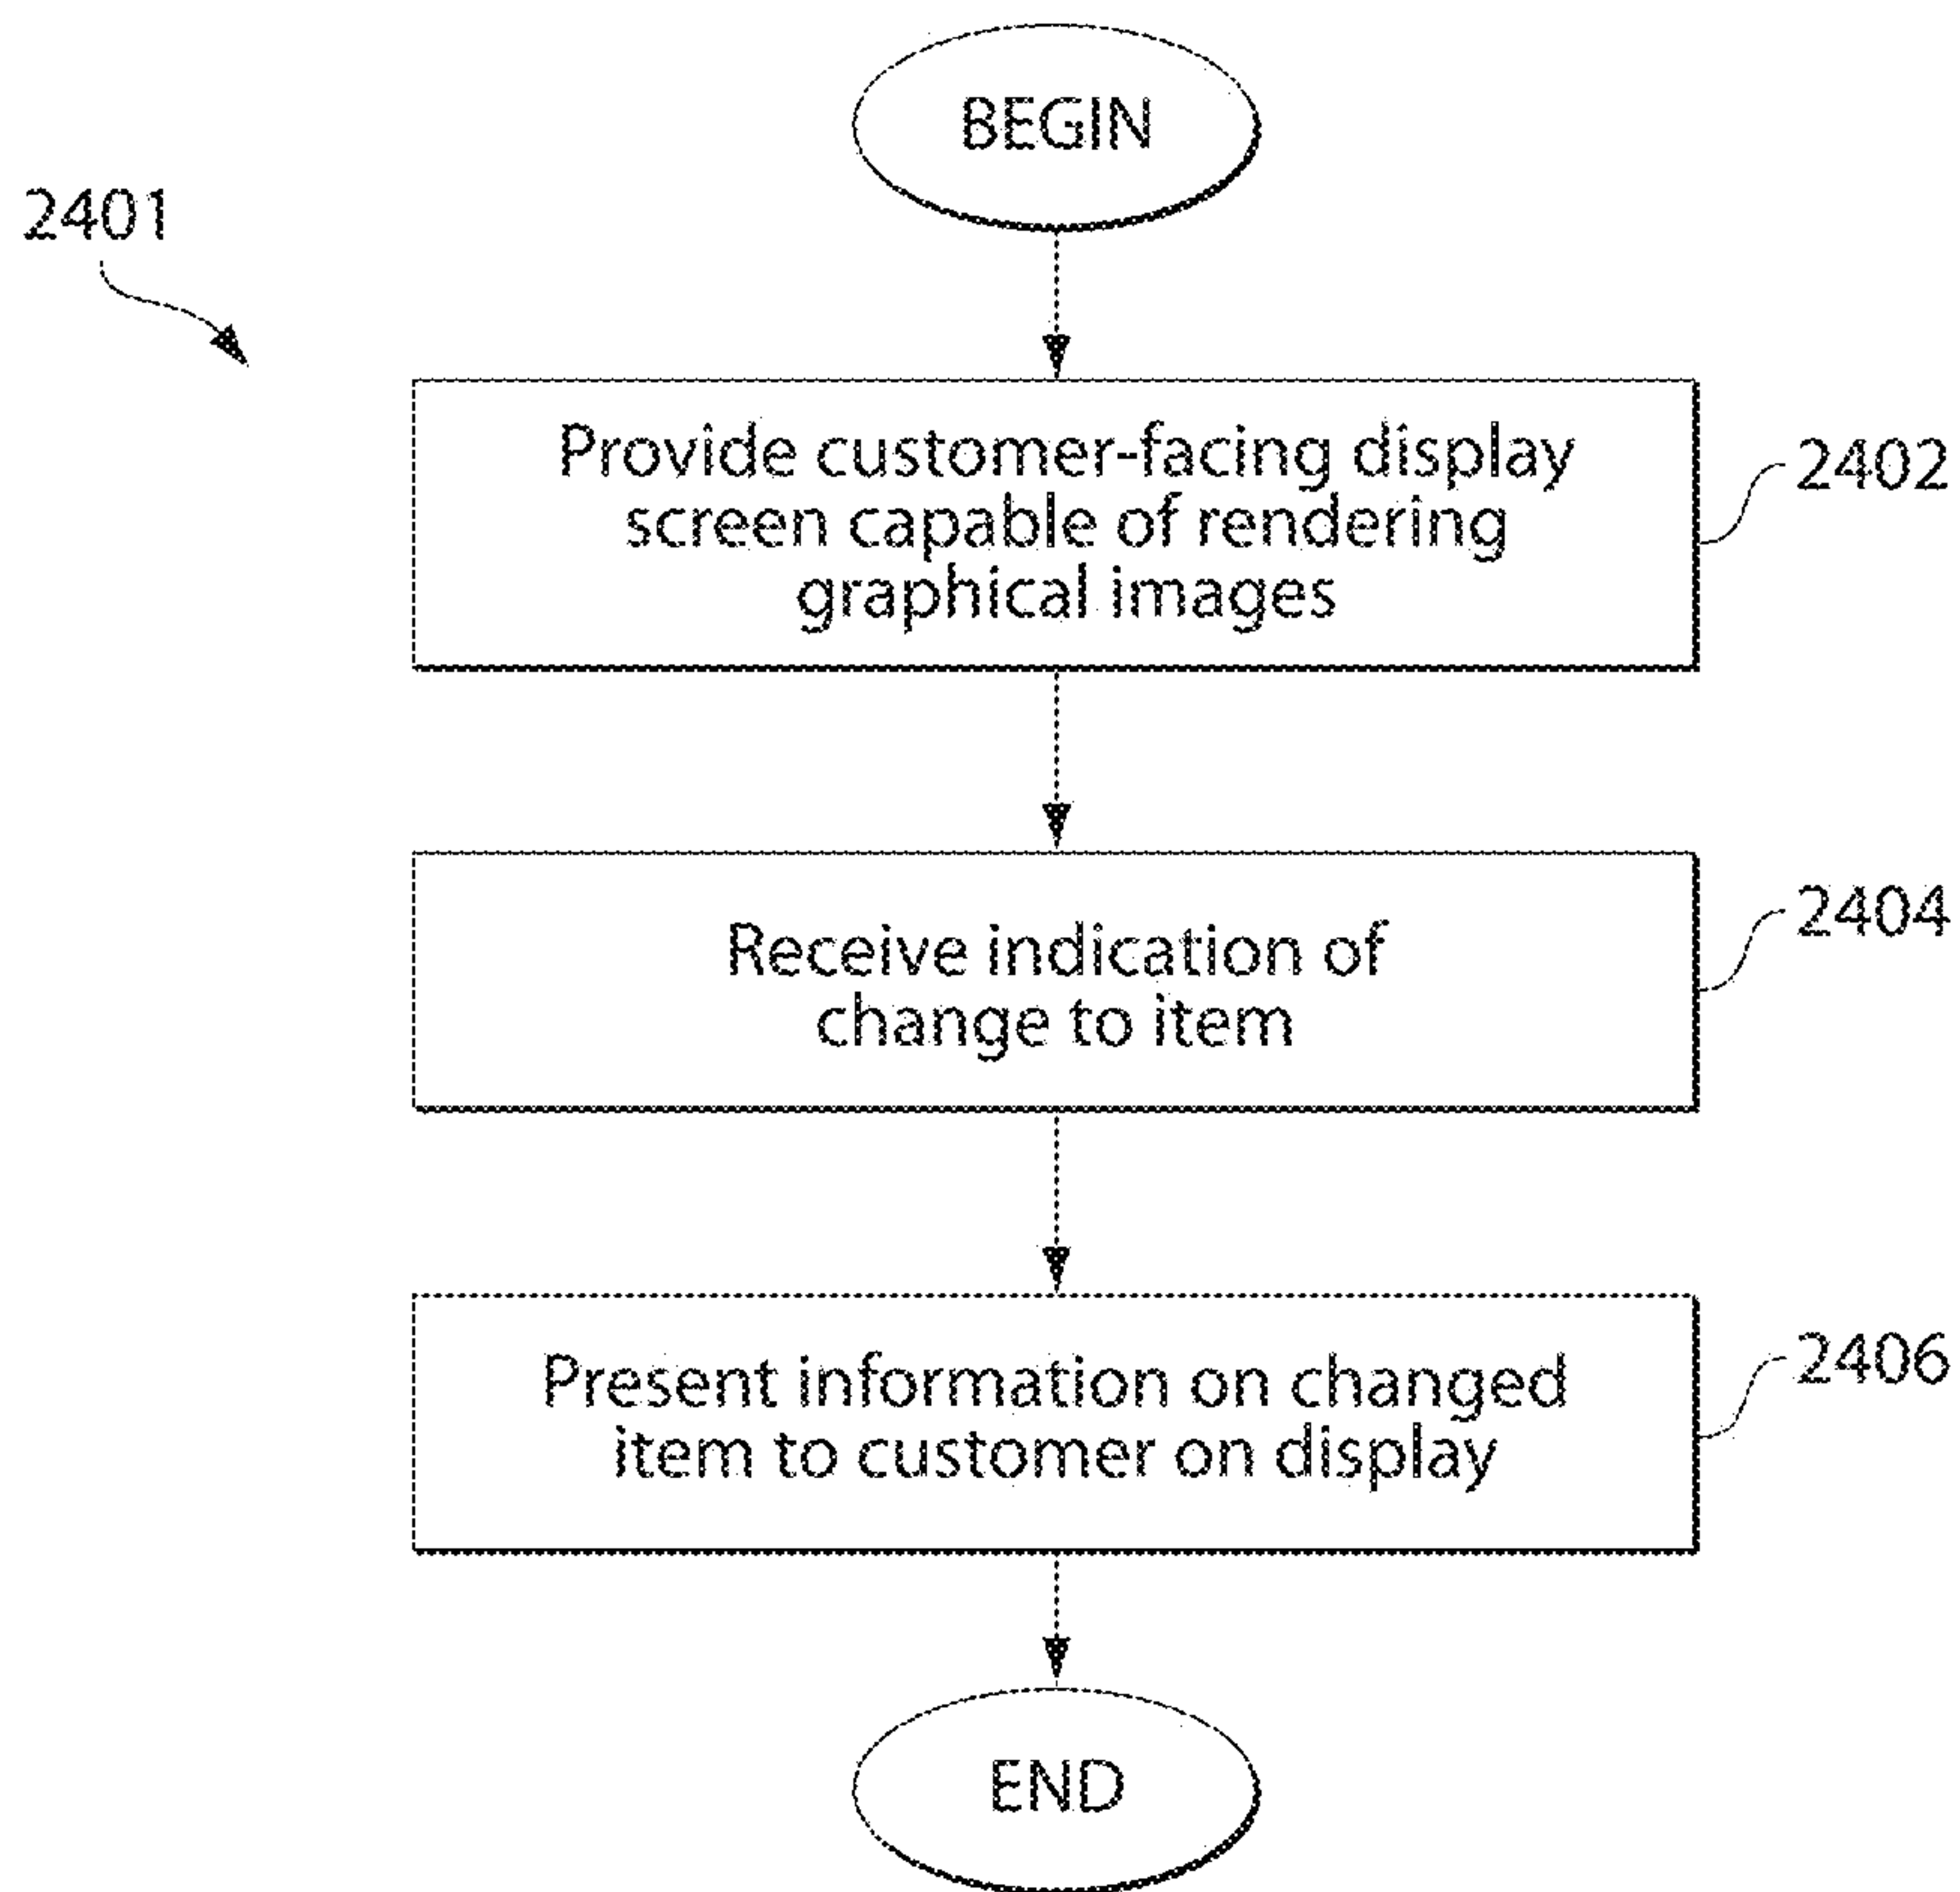 BEGIN
2401
Provide customer-facing display
screen capable of rendering
graphical images
2402
Receive indication of
change to item
2404
Present information on changed
item to customer on display
2406
END